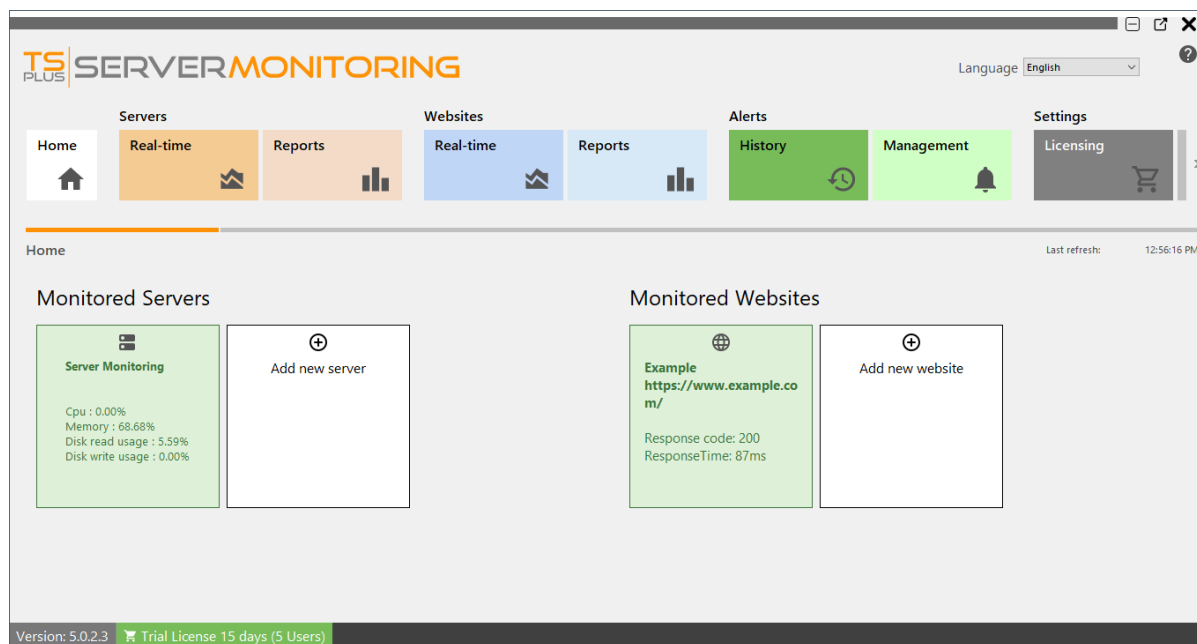 TS PLUS SERVERMONITORING
Language English
Servers
Websites
Alerts
Settings
Home
Real-time
Reports
Real-time
Reports
History
Management
Licensing
Home
Last refresh: 12:56:16 PM
Monitored Servers
Monitored Websites
Server Monitoring
Cpu : 0.00%
Memory : 68.68%
Disk read usage : 5.59%
Disk write usage : 0.00%
Add new server
Example
https://www.example.co
m/
Response code: 200
ResponseTime: 87ms
Add new website
Version: 5.0.2.3
Trial License 15 days (5 Users)